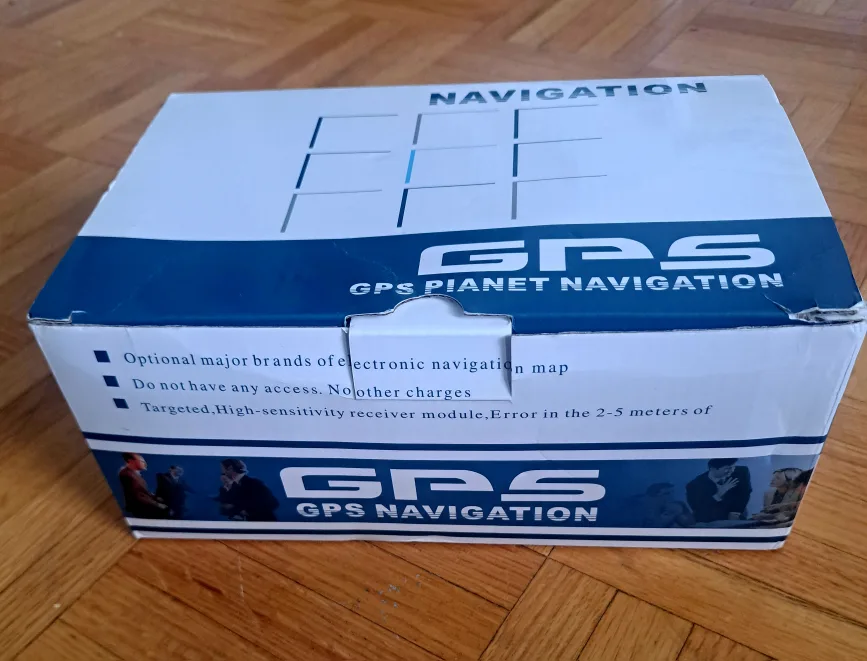 NAVIGATION
GPS
GPS PIANET NAVIGATION
Optional major brands of electronic navigation map
Do not have any access. No other charges
Targeted,High-sensitivity receiver module,Error in the 2-5 meters of
GPS
GPS NAVIGATION